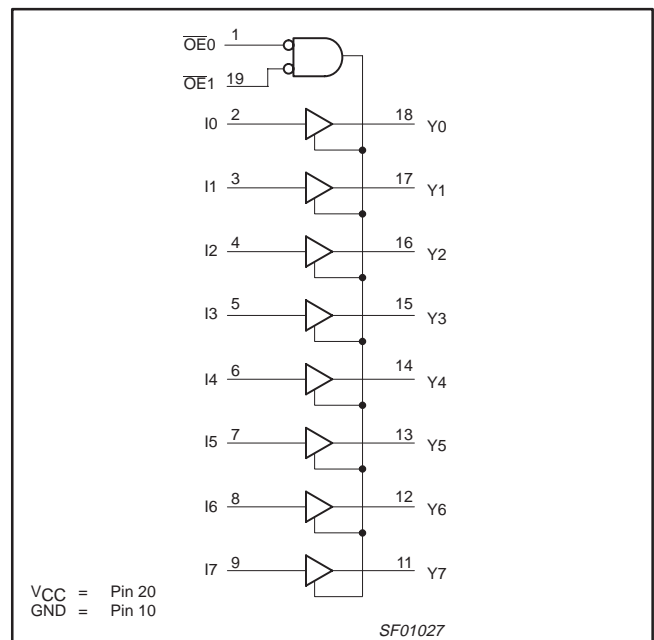 O̅E̅0 1
O̅E̅1 19
I0 2 18 Y0
I1 3 17 Y1
I2 4 16 Y2
I3 5 15 Y3
I4 6 14 Y4
I5 7 13 Y5
I6 8 12 Y6
I7 9 11 Y7
VCC = Pin 20
GND = Pin 10
SF01027